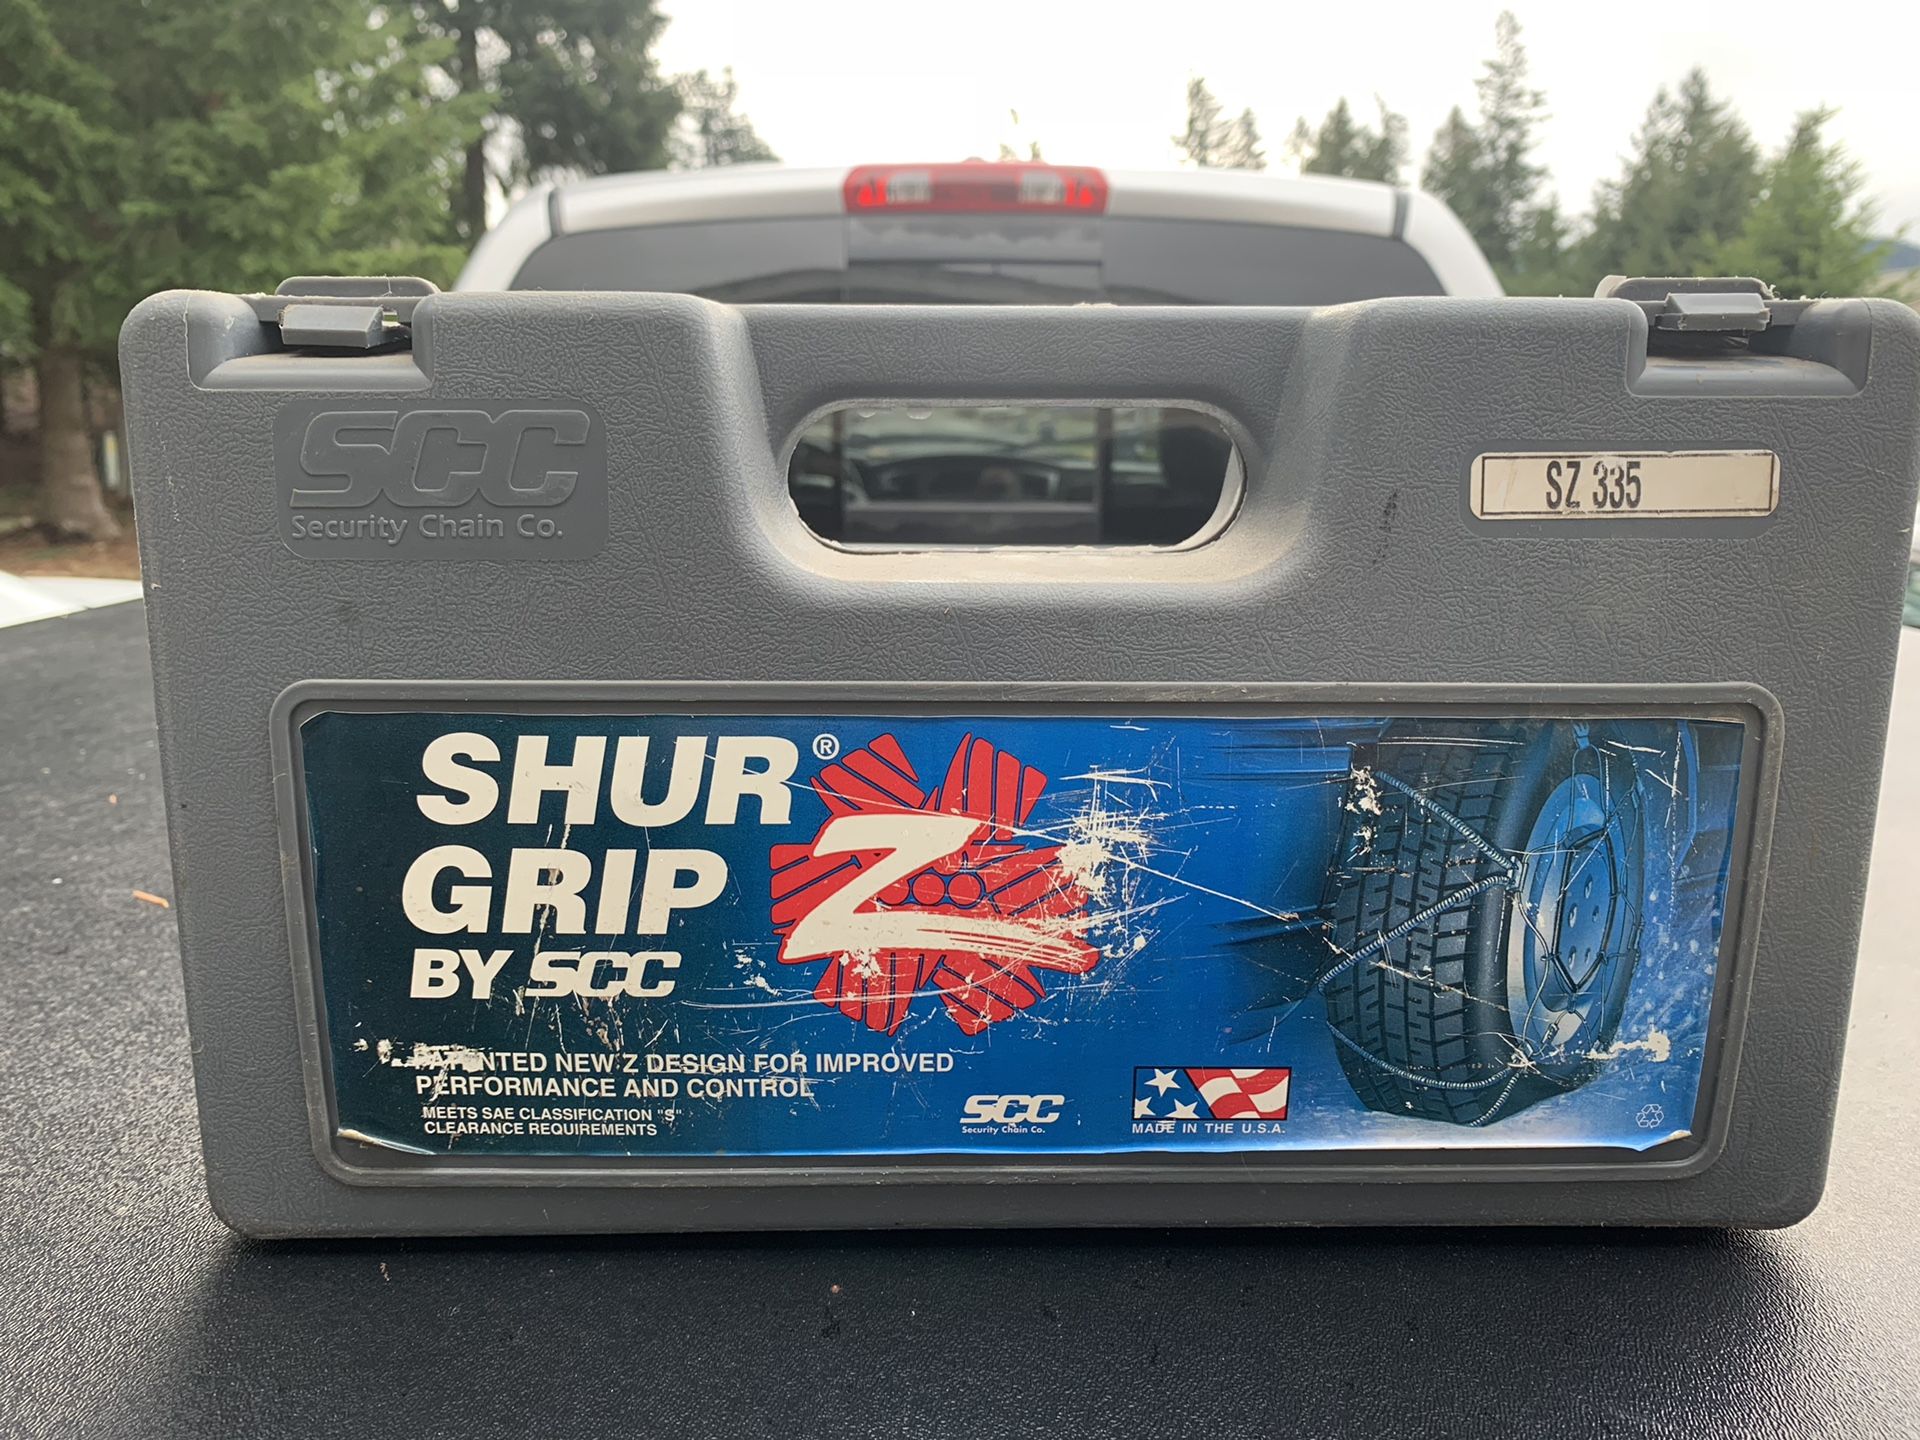 SCC
Security Chain Co.
SZ 335
SHUR®
GRIP
BY SCC
Z
PATENTED NEW Z DESIGN FOR IMPROVED
PERFORMANCE AND CONTROL
MEETS SAE CLASSIFICATION "S"
CLEARANCE REQUIREMENTS
SCC
Security Chain Co.
MADE IN THE U.S.A.